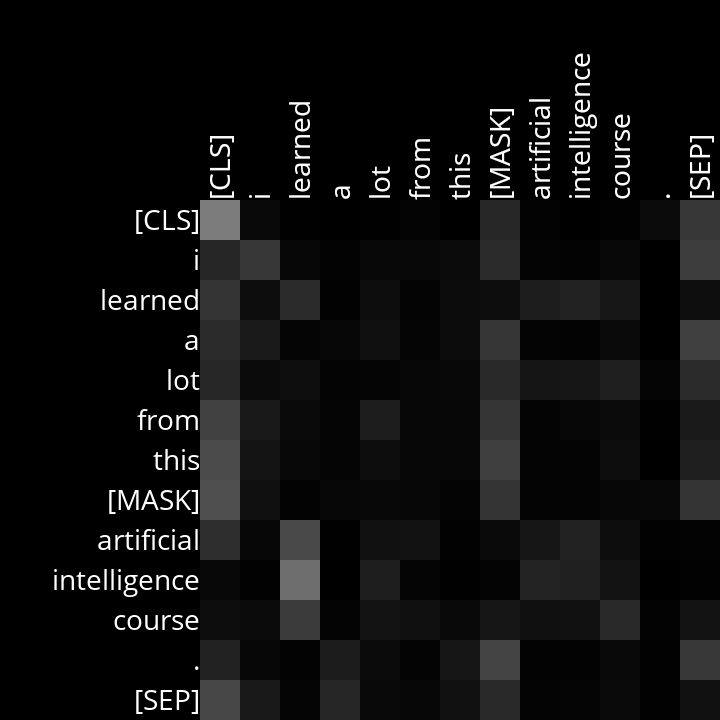 [CLS]
i
learned
a
lot
from
this
[MASK]
artificial
intelligence
course
.
[SEP]
[CLS]
i
learned
a
lot
from
this
[MASK]
artificial
intelligence
course
.
[SEP]